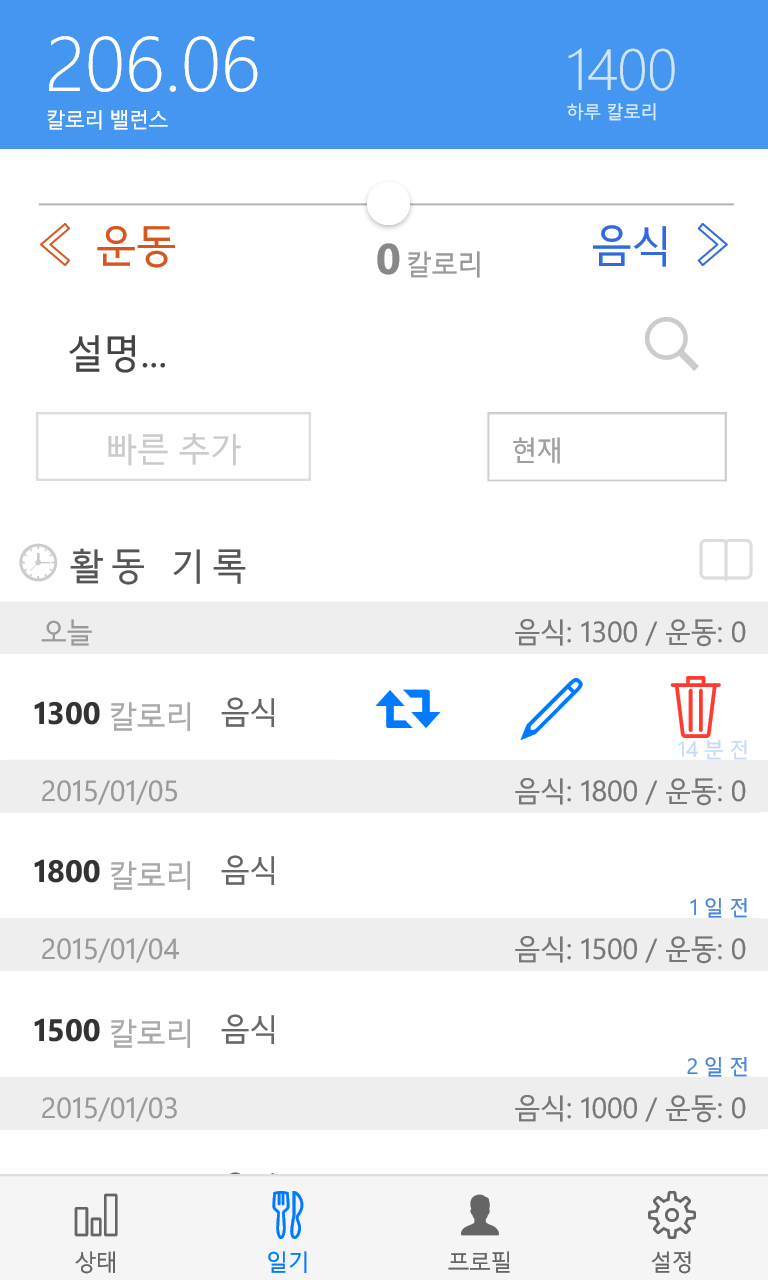 206.06
1400
칼로리 밸런스
하루 칼로리
운동
음식
0 칼로리
설명...
빠른 추가
현재
활동 기록
오늘
음식: 1300 / 운동: 0
1300 칼로리 음식
14 분 전
2015/01/05
음식: 1800 / 운동: 0
1800 칼로리 음식
1 일 전
2015/01/04
음식: 1500 / 운동: 0
1500 칼로리 음식
2 일 전
2015/01/03
음식: 1000 / 운동: 0
상태
일기
프로필
설정